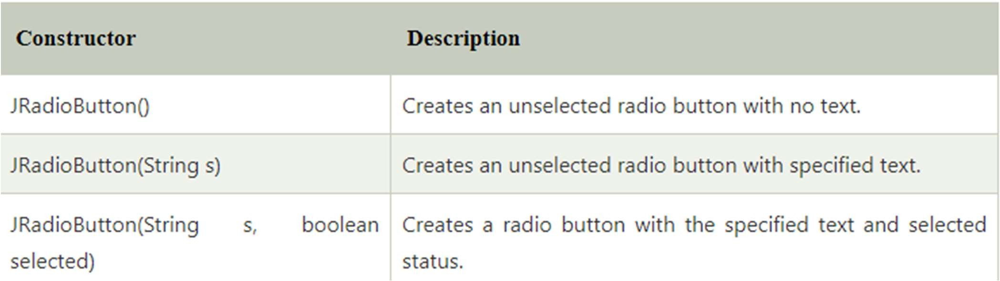 Constructor Description
JRadioButton() Creates an unselected radio button with no text.
JRadioButton(String s) Creates an unselected radio button with specified text.
JRadioButton(String s, boolean Creates a radio button with the specified text and selected
selected) status.